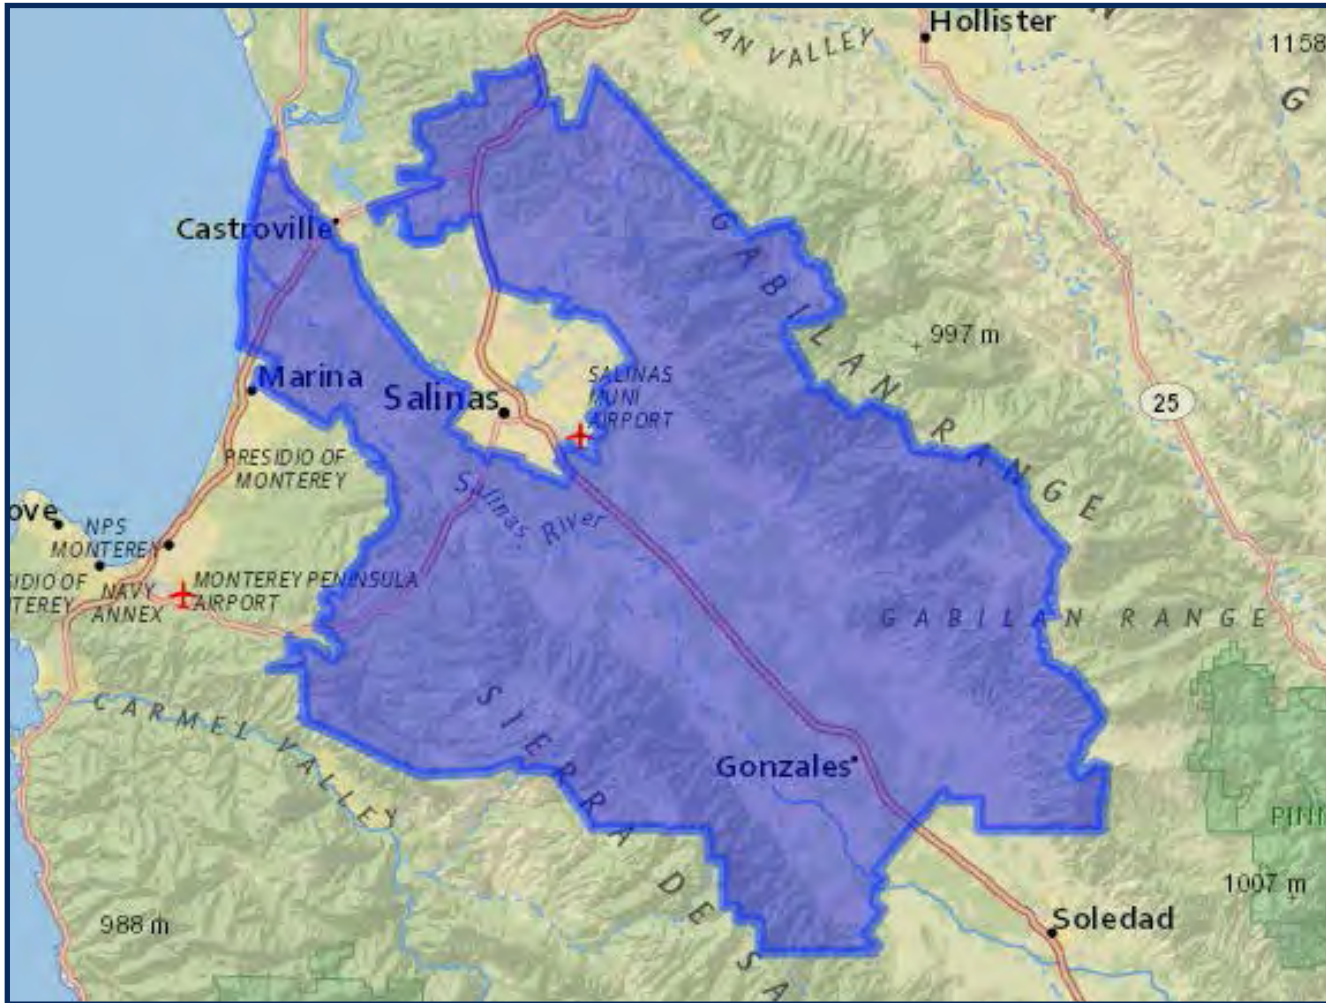 Hollister
UAN VALLEY
1158
G
Castroville
GABILAN RANGE
997 m
Marina
SALINAS
MUNI
AIRPORT
Salinas
25
PRESIDIO OF
MONTEREY
Salinas River
ove
NPS
MONTEREY
SIDIO OF
TEREY
NAVY
ANNEX
MONTEREY PENINSULA
AIRPORT
GABILAN RANGE
CARMEL VALLEY
SIERRA DE SA
Gonzales
PINN
1007 m
988 m
Soledad